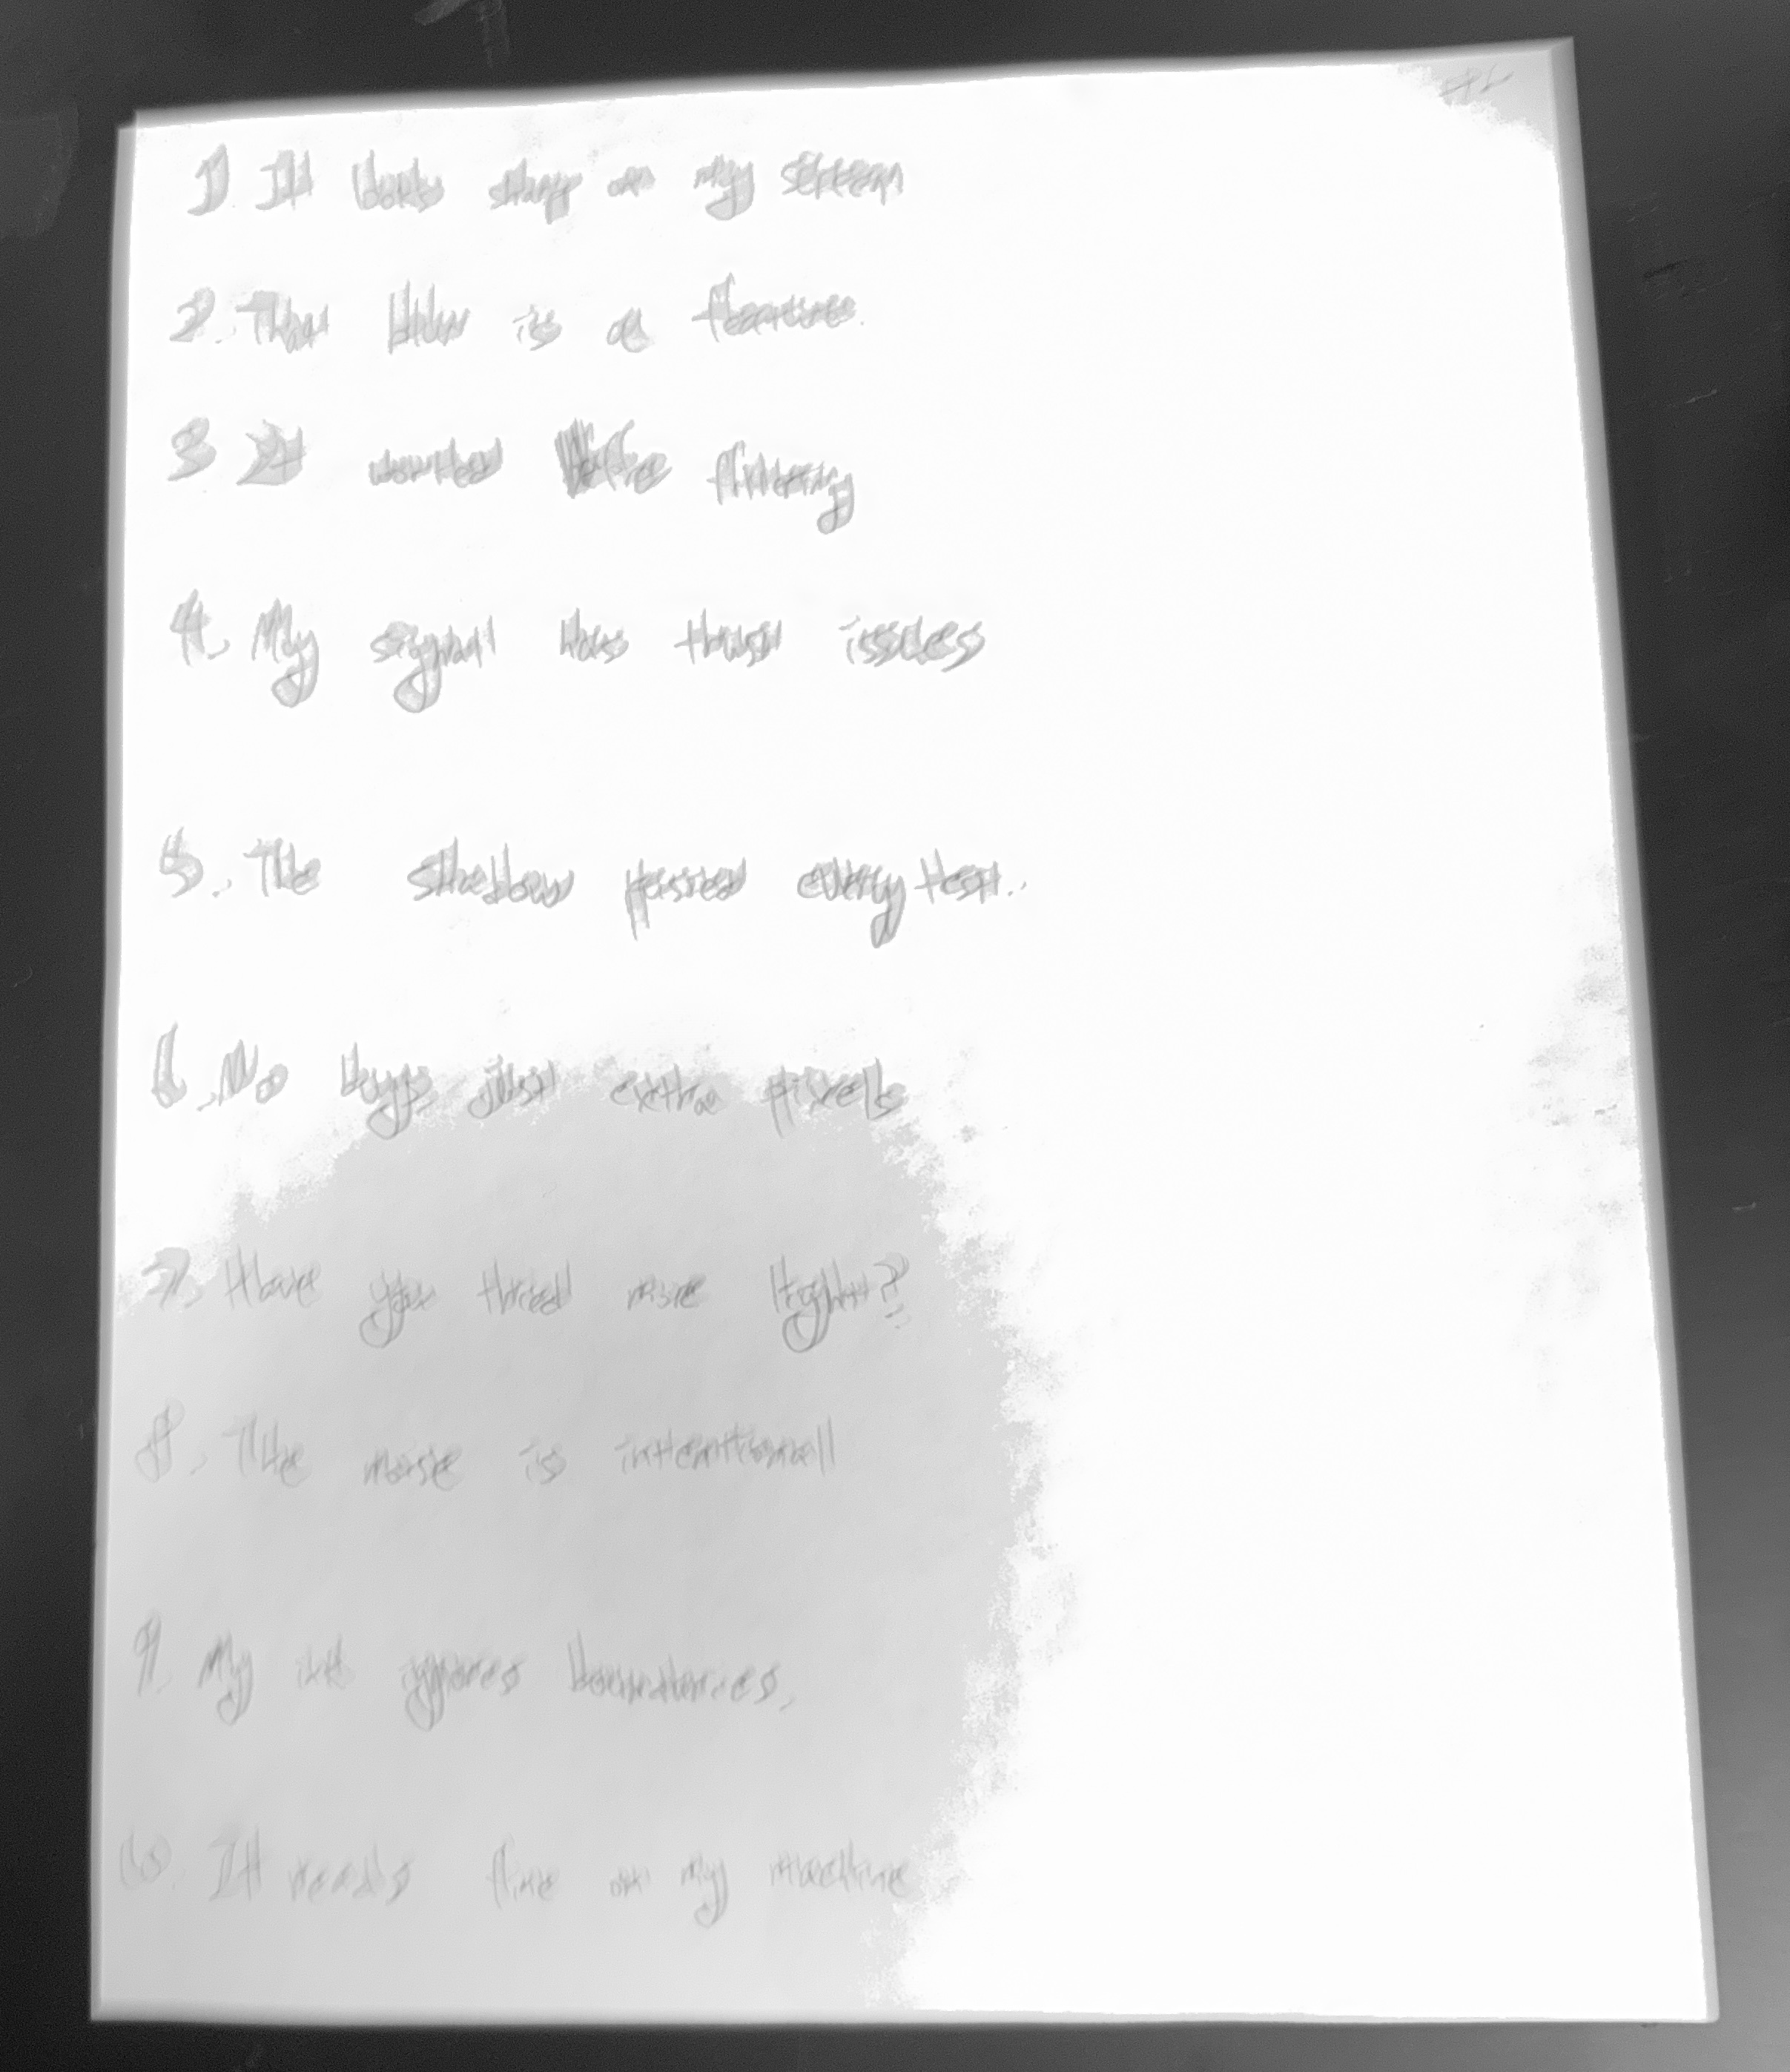 1. It looks sharp on my screen
2. That blur is a feature.
3 It worked before filtering
4. My signal has trust issues
5. The shadow passed every test.
6. No bugs just extra pixels
7. Have you tried more light?
8. The noise is intentional
9. My ink ignores boundaries.
10. It reads fine on my machine